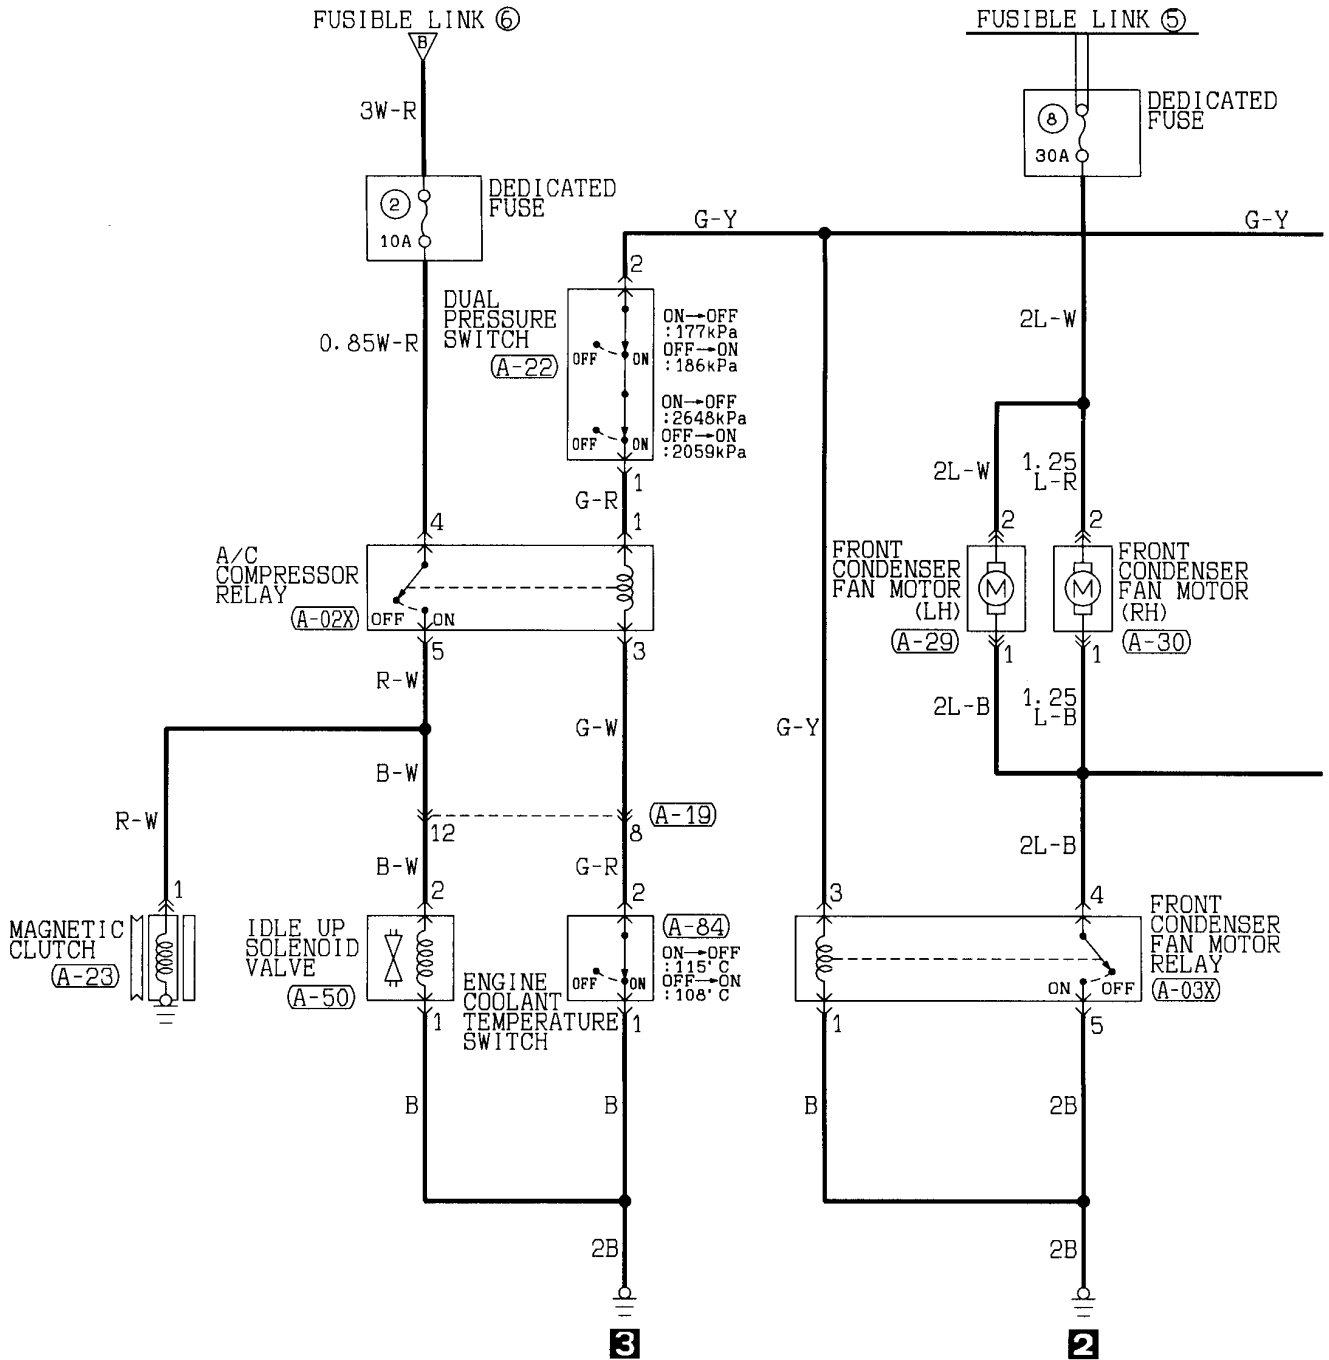 FUSIBLE LINK ⑥
B
3W-R
② 
10A
DEDICATED
FUSE
0.85W-R
FUSIBLE LINK ⑤
⑧
30A
DEDICATED
FUSE
G-Y
G-Y
2
DUAL
PRESSURE
SWITCH
A-22
OFF ON
OFF ON
ON→OFF
:177kPa
OFF→ON
:186kPa
ON→OFF
:2648kPa
OFF→ON
:2059kPa
1
G-R
2L-W
2L-W
1.25
L-R
4
1
A/C
COMPRESSOR
RELAY
A-02X
OFF ON
5
3
R-W
G-W
2
2
FRONT
CONDENSER
FAN MOTOR
(LH)
A-29
M
M
FRONT
CONDENSER
FAN MOTOR
(RH)
A-30
1
1
2L-B
1.25
L-B
G-Y
B-W
R-W
12
8
A-19
B-W
G-R
2L-B
1
MAGNETIC
CLUTCH
A-23
2
IDLE UP
SOLENOID
VALVE
A-50
1
2
ENGINE
COOLANT
TEMPERATURE
SWITCH
OFF ON
A-84
ON→OFF
:115'C
OFF→ON
:108'C
1
3
4
FRONT
CONDENSER
FAN MOTOR
RELAY
A-03X
ON OFF
1
5
B
B
B
2B
2B
2B
3
2